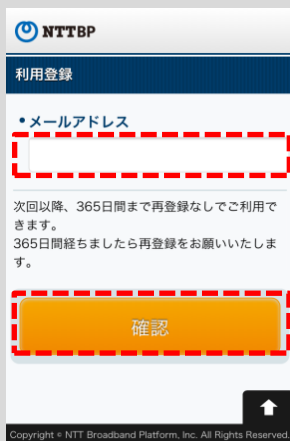 NTTBP
利用登録
•メールアドレス
次回以降、365日間まで再登録なしでご利用で
きます。
365日間経ちましたら再登録をお願いいたしま
す。
確認
Copyright © NTT Broadband Platform, Inc. All Rights Reserved.